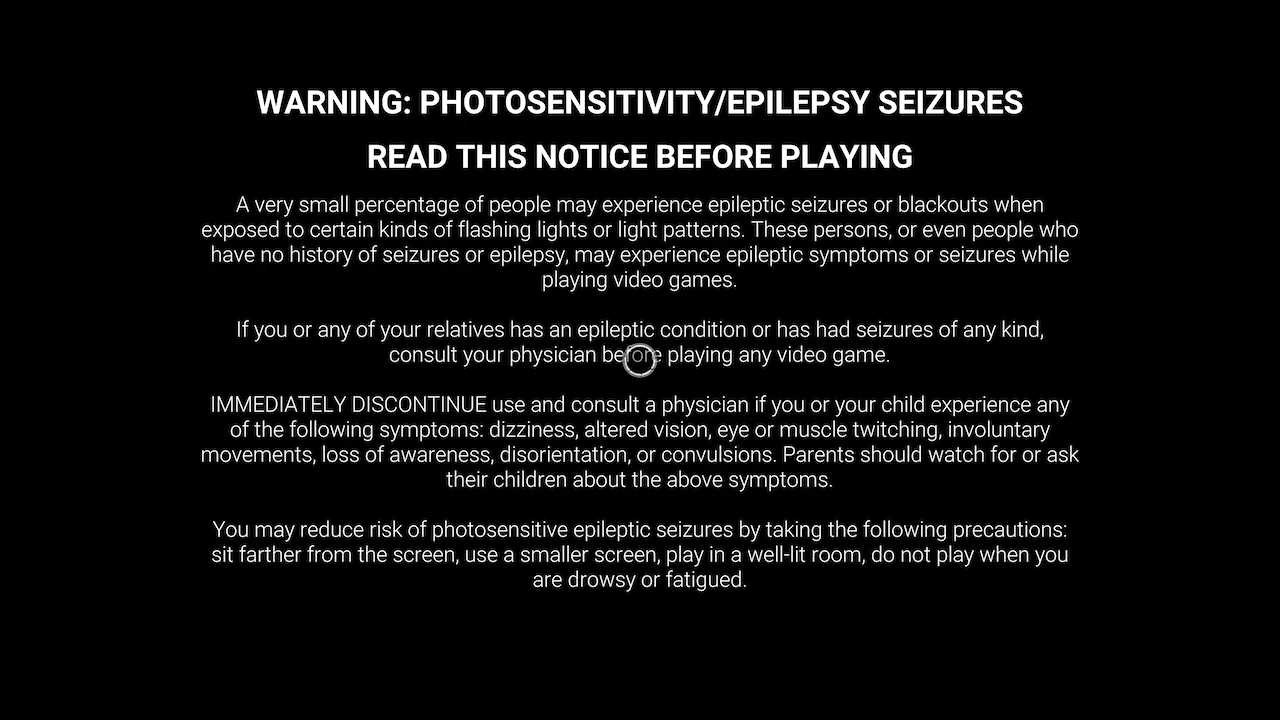 WARNING: PHOTOSENSITIVITY/EPILEPSY SEIZURES
READ THIS NOTICE BEFORE PLAYING
A very small percentage of people may experience epileptic seizures or blackouts when
exposed to certain kinds of flashing lights or light patterns. These persons, or even people who
have no history of seizures or epilepsy, may experience epileptic symptoms or seizures while
playing video games.
If you or any of your relatives has an epileptic condition or has had seizures of any kind,
consult your physician before playing any video game.
IMMEDIATELY DISCONTINUE use and consult a physician if you or your child experience any
of the following symptoms: dizziness, altered vision, eye or muscle twitching, involuntary
movements, loss of awareness, disorientation, or convulsions. Parents should watch for or ask
their children about the above symptoms.
You may reduce risk of photosensitive epileptic seizures by taking the following precautions:
sit farther from the screen, use a smaller screen, play in a well-lit room, do not play when you
are drowsy or fatigued.